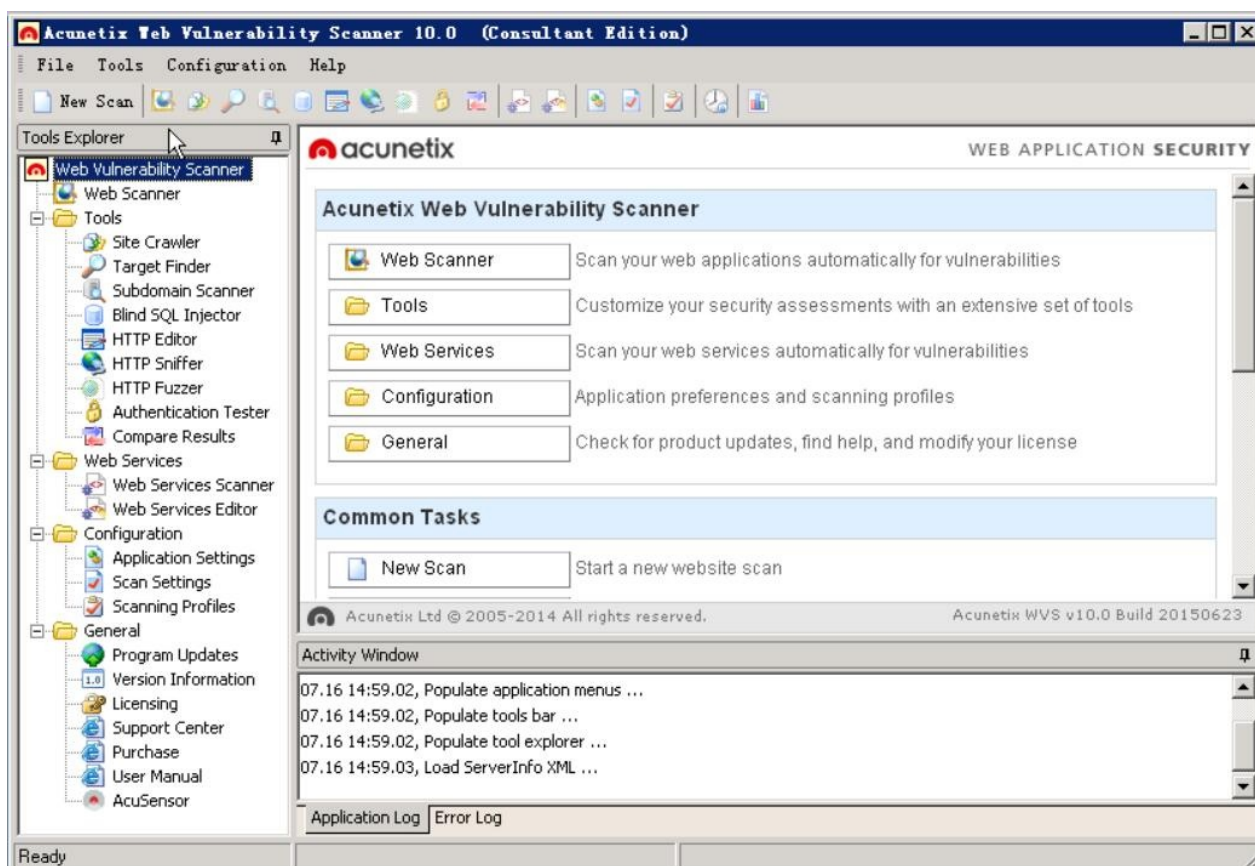 Acunetix Web Vulnerability Scanner 10.0 (Consultant Edition)
File Tools Configuration Help
New Scan
Tools Explorer
Web Vulnerability Scanner
Web Scanner
Tools
Site Crawler
Target Finder
Subdomain Scanner
Blind SQL Injector
HTTP Editor
HTTP Sniffer
HTTP Fuzzer
Authentication Tester
Compare Results
Web Services
Web Services Scanner
Web Services Editor
Configuration
Application Settings
Scan Settings
Scanning Profiles
General
Program Updates
1.0 Version Information
Licensing
Support Center
Purchase
User Manual
AcuSensor
acunetix WEB APPLICATION SECURITY
Acunetix Web Vulnerability Scanner
Web Scanner Scan your web applications automatically for vulnerabilities
Tools Customize your security assessments with an extensive set of tools
Web Services Scan your web services automatically for vulnerabilities
Configuration Application preferences and scanning profiles
General Check for product updates, find help, and modify your license
Common Tasks
New Scan Start a new website scan
Acunetix Ltd © 2005-2014 All rights reserved. Acunetix WVS v10.0 Build 20150623
Activity Window
07.16 14:59.02, Populate application menus ...
07.16 14:59.02, Populate tools bar ...
07.16 14:59.02, Populate tool explorer ...
07.16 14:59.03, Load ServerInfo XML ...
Application Log Error Log
Ready